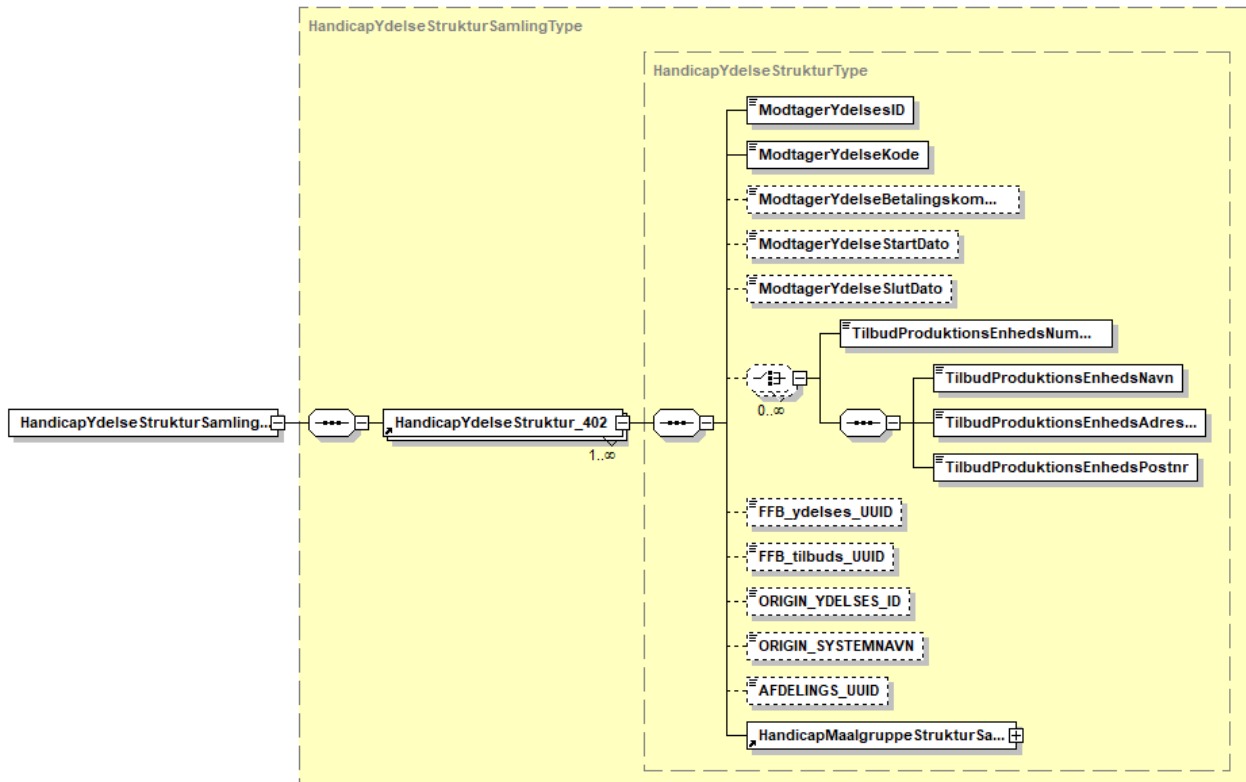 HandicapYdelseStrukturSamlingType
HandicapYdelseStrukturType
ModtagerYdelsesID
ModtagerYdelseKode
ModtagerYdelseBetalingskom...
ModtagerYdelseStartDato
ModtagerYdelseSlutDato
TilbudProduktionsEnhedsNum...
0..∞
TilbudProduktionsEnhedsNavn
HandicapYdelseStrukturSamling...
HandicapYdelseStruktur_402
1..∞
TilbudProduktionsEnhedsAdres...
TilbudProduktionsEnhedsPostnr
FFB_ydelses_UUID
FFB_tilbuds_UUID
ORIGIN_YDELSES_ID
ORIGIN_SYSTEMNAVN
AFDELINGS_UUID
HandicapMaalgruppeStrukturSa...